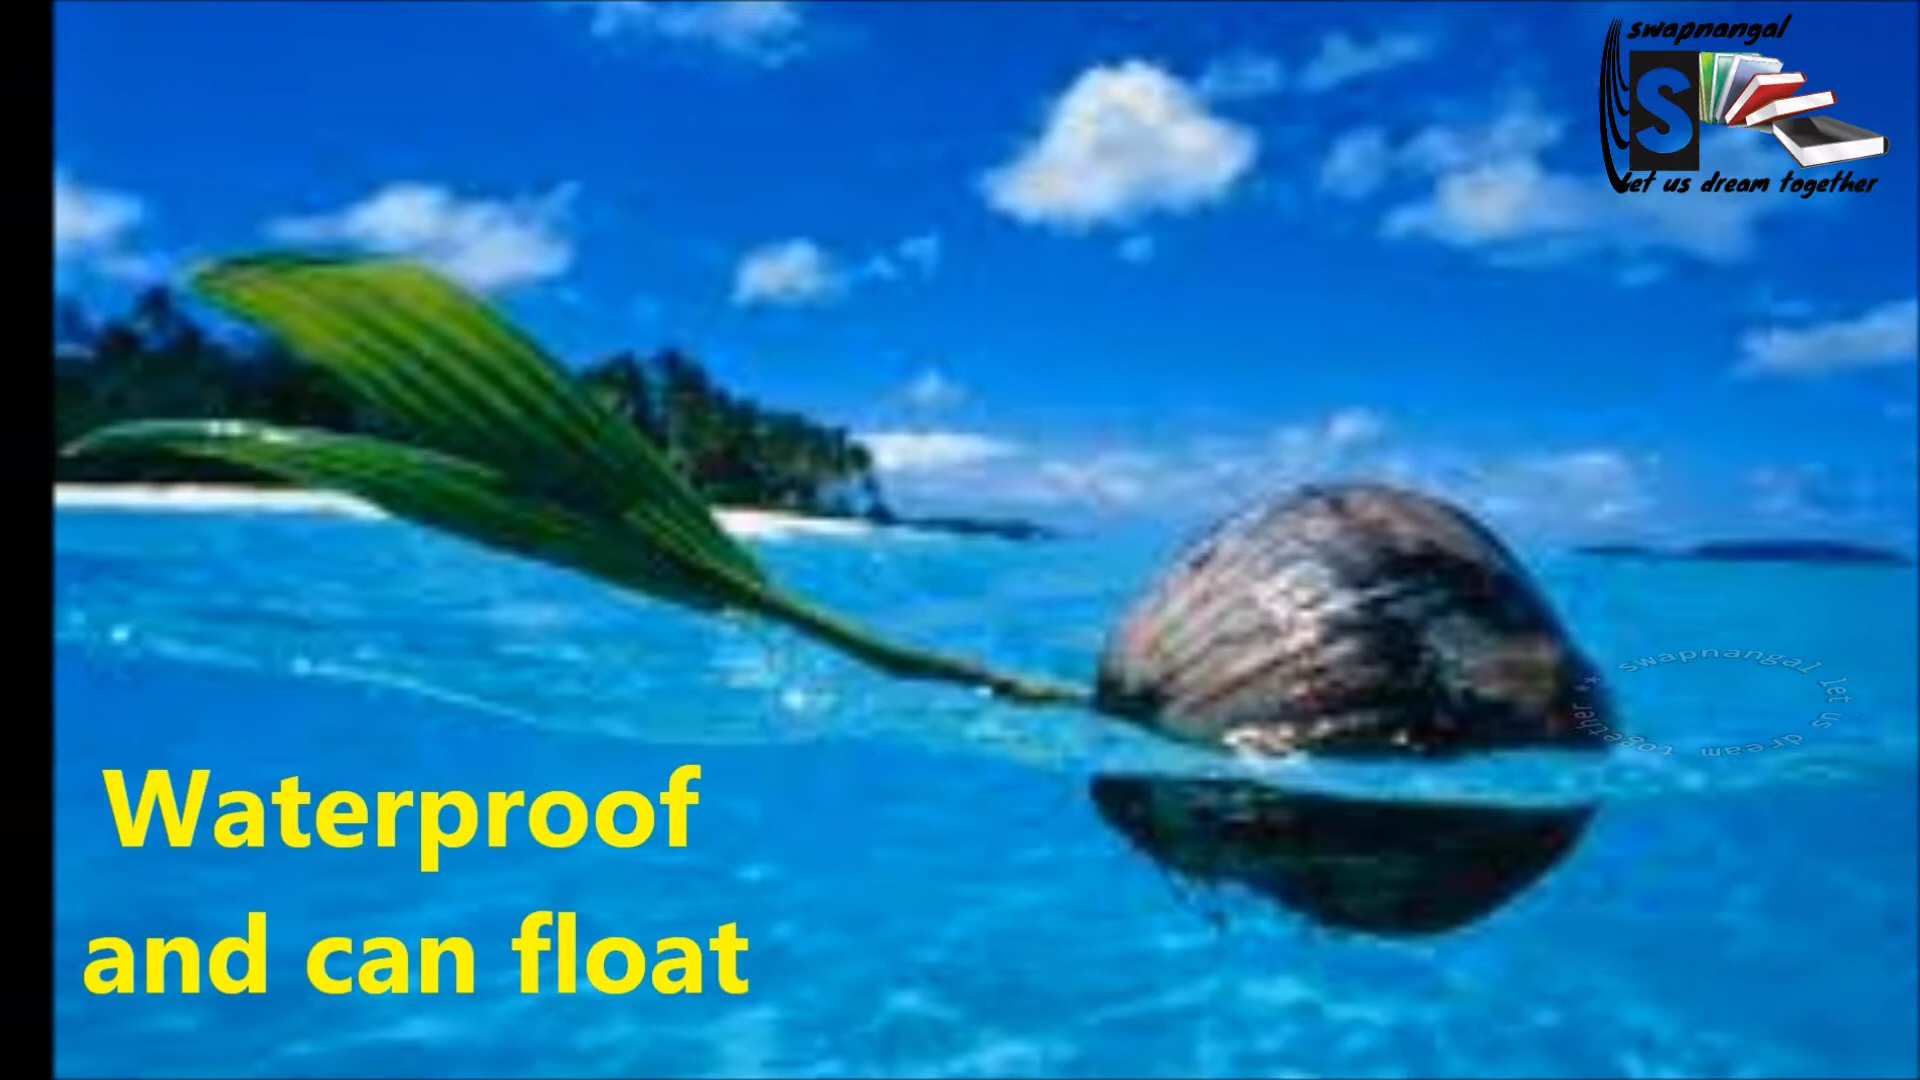 swapnangal
S
let us dream together
swapnangal let us dream together **
Waterproof
and can float